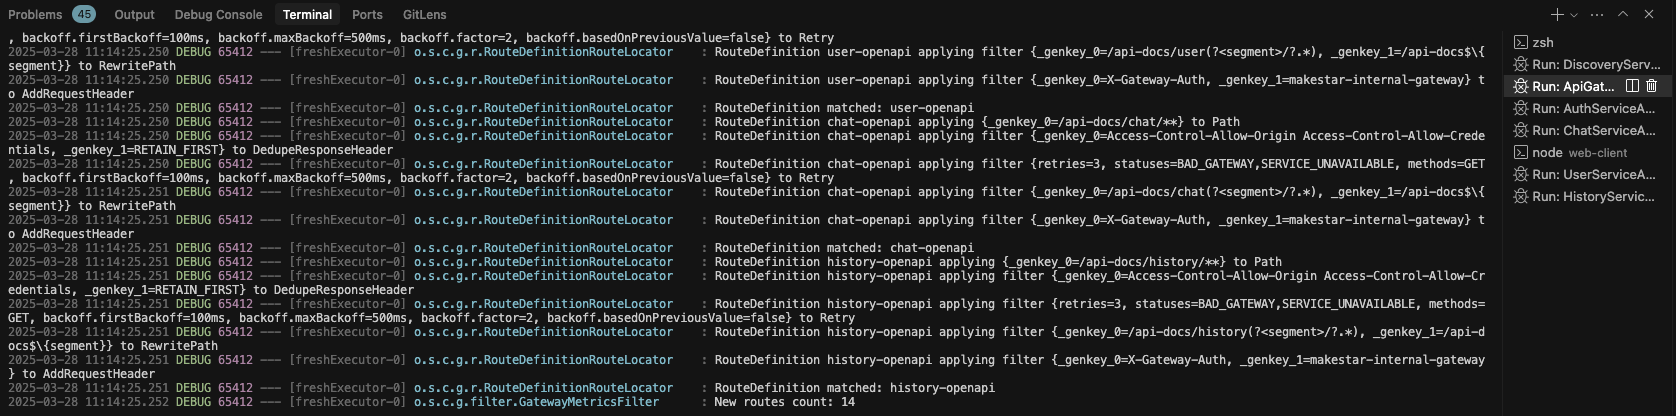 Problems 45 Output Debug Console Terminal Ports GitLens
, backoff.firstBackoff=100ms, backoff.maxBackoff=500ms, backoff.factor=2, backoff.basedOnPreviousValue=false} to Retry
2025-03-28 11:14:25.250 DEBUG 65412 --- [freshExecutor-0] o.s.c.g.r.RouteDefinitionRouteLocator : RouteDefinition user-openapi applying filter {_genkey_0=/api-docs/user(?<segment>/?.*), _genkey_1=/api-docs$\{
segment}} to RewritePath
2025-03-28 11:14:25.250 DEBUG 65412 --- [freshExecutor-0] o.s.c.g.r.RouteDefinitionRouteLocator : RouteDefinition user-openapi applying filter {_genkey_0=X-Gateway-Auth, _genkey_1=makestar-internal-gateway} t
o AddRequestHeader
2025-03-28 11:14:25.250 DEBUG 65412 --- [freshExecutor-0] o.s.c.g.r.RouteDefinitionRouteLocator : RouteDefinition matched: user-openapi
2025-03-28 11:14:25.250 DEBUG 65412 --- [freshExecutor-0] o.s.c.g.r.RouteDefinitionRouteLocator : RouteDefinition chat-openapi applying {_genkey_0=/api-docs/chat/**} to Path
2025-03-28 11:14:25.250 DEBUG 65412 --- [freshExecutor-0] o.s.c.g.r.RouteDefinitionRouteLocator : RouteDefinition chat-openapi applying filter {_genkey_0=Access-Control-Allow-Origin Access-Control-Allow-Crede
ntials, _genkey_1=RETAIN_FIRST} to DedupeResponseHeader
2025-03-28 11:14:25.250 DEBUG 65412 --- [freshExecutor-0] o.s.c.g.r.RouteDefinitionRouteLocator : RouteDefinition chat-openapi applying filter {retries=3, statuses=BAD_GATEWAY,SERVICE_UNAVAILABLE, methods=GET
, backoff.firstBackoff=100ms, backoff.maxBackoff=500ms, backoff.factor=2, backoff.basedOnPreviousValue=false} to Retry
2025-03-28 11:14:25.251 DEBUG 65412 --- [freshExecutor-0] o.s.c.g.r.RouteDefinitionRouteLocator : RouteDefinition chat-openapi applying filter {_genkey_0=/api-docs/chat(?<segment>/?.*), _genkey_1=/api-docs$\{
segment}} to RewritePath
2025-03-28 11:14:25.251 DEBUG 65412 --- [freshExecutor-0] o.s.c.g.r.RouteDefinitionRouteLocator : RouteDefinition chat-openapi applying filter {_genkey_0=X-Gateway-Auth, _genkey_1=makestar-internal-gateway} t
o AddRequestHeader
2025-03-28 11:14:25.251 DEBUG 65412 --- [freshExecutor-0] o.s.c.g.r.RouteDefinitionRouteLocator : RouteDefinition matched: chat-openapi
2025-03-28 11:14:25.251 DEBUG 65412 --- [freshExecutor-0] o.s.c.g.r.RouteDefinitionRouteLocator : RouteDefinition history-openapi applying {_genkey_0=/api-docs/history/**} to Path
2025-03-28 11:14:25.251 DEBUG 65412 --- [freshExecutor-0] o.s.c.g.r.RouteDefinitionRouteLocator : RouteDefinition history-openapi applying filter {_genkey_0=Access-Control-Allow-Origin Access-Control-Allow-Cr
edentials, _genkey_1=RETAIN_FIRST} to DedupeResponseHeader
2025-03-28 11:14:25.251 DEBUG 65412 --- [freshExecutor-0] o.s.c.g.r.RouteDefinitionRouteLocator : RouteDefinition history-openapi applying filter {retries=3, statuses=BAD_GATEWAY,SERVICE_UNAVAILABLE, methods=
GET, backoff.firstBackoff=100ms, backoff.maxBackoff=500ms, backoff.factor=2, backoff.basedOnPreviousValue=false} to Retry
2025-03-28 11:14:25.251 DEBUG 65412 --- [freshExecutor-0] o.s.c.g.r.RouteDefinitionRouteLocator : RouteDefinition history-openapi applying filter {_genkey_0=/api-docs/history(?<segment>/?.*), _genkey_1=/api-d
ocs$\{segment}} to RewritePath
2025-03-28 11:14:25.251 DEBUG 65412 --- [freshExecutor-0] o.s.c.g.r.RouteDefinitionRouteLocator : RouteDefinition history-openapi applying filter {_genkey_0=X-Gateway-Auth, _genkey_1=makestar-internal-gateway
} to AddRequestHeader
2025-03-28 11:14:25.251 DEBUG 65412 --- [freshExecutor-0] o.s.c.g.r.RouteDefinitionRouteLocator : RouteDefinition matched: history-openapi
2025-03-28 11:14:25.252 DEBUG 65412 --- [freshExecutor-0] o.s.c.g.filter.GatewayMetricsFilter : New routes count: 14
zsh
Run: DiscoveryServ...
Run: ApiGat...
Run: AuthServiceA...
Run: ChatServiceA...
node web-client
Run: UserServiceA...
Run: HistoryServic...